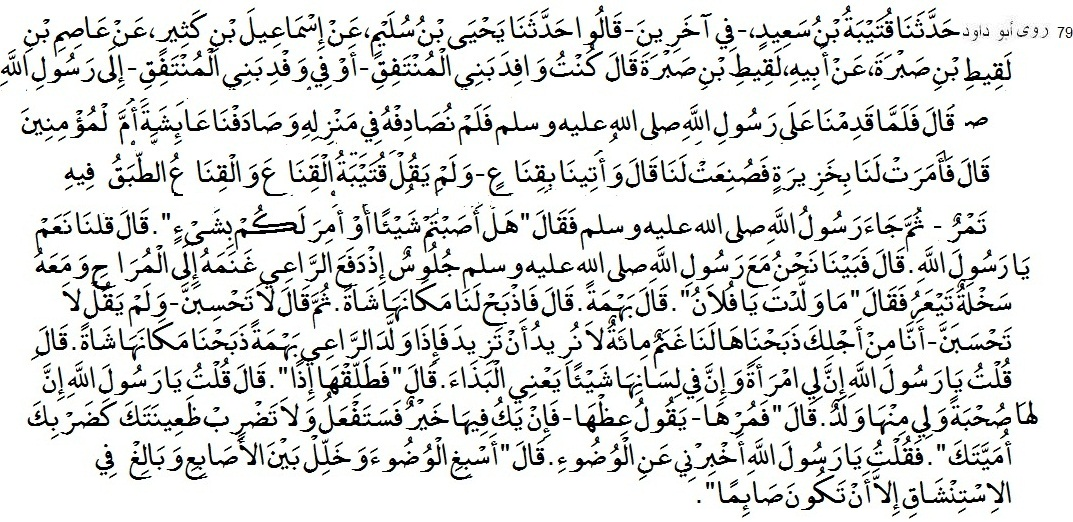 79 روى أبو داود حَدَّثَنَا قُتَيْبَةُ بْنُ سَعِيدٍ، - فِي آخَرِينَ - قَالُوا حَدَّثَنَا يَحْيَى بْنُ سُلَيْمٍ، عَنْ إِسْمَاعِيلَ بْنِ كَثِيرٍ، عَنْ عَاصِمِ بْنِ
لَقِيطِ بْنِ صَبْرَةَ، عَنْ أَبِيهِ، لَقِيطِ بْنِ صَبْرَةَ قَالَ كُنْتُ وَافِدَ بَنِي الْمُنْتَفِقِ - أَوْ فِي وَفْدِ بَنِي الْمُنْتَفِقِ - إِلَى رَسُولِ اللَّهِ
صـ قَالَ فَلَمَّا قَدِمْنَا عَلَى رَسُولِ اللَّهِ صلى الله عليه وسلم فَلَمْ نُصَادِفْهُ فِي مَنْزِلِهِ وَصَادَفْنَا عَائِشَةَ أُمَّ لْمُؤْمِنِينَ
قَالَ فَأَمَرَتْ لَنَا بِخَزِيرَةٍ فَصُنِعَتْ لَنَا قَالَ وَأُتِينَا بِقِنَاعٍ - وَلَمْ يَقُلْ قُتَيْبَةُ الْقِنَاعَ وَالْقِنَاعُ الطَّبَقُ فِيهِ
تَمْرٌ - ثُمَّ جَاءَ رَسُولُ اللَّهِ صلى الله عليه وسلم فَقَالَ " هَلْ أَصَبْتُمْ شَيْئًا أَوْ أُمِرَ لَكُمْ بِشَىْءٍ " . قَالَ قلنَا نَعَمْ
يَا رَسُولَ اللَّهِ . قَالَ فَبَيْنَا نَحْنُ مَعَ رَسُولِ اللَّهِ صلى الله عليه وسلم جُلُوسٌ إِذْ دَفَعَ الرَّاعِي غَنَمَهُ إِلَى الْمُرَاحِ وَمَعَهُ
سَخْلَةٌ تَيْعَرُ فَقَالَ " مَا وَلَّدْتَ يَا فُلاَنُ " . قَالَ بَهْمَةً . قَالَ فَاذْبَحْ لَنَا مَكَانَهَا شَاةً . ثُمَّ قَالَ لاَ تَحْسِبَنَّ - وَلَمْ يَقُلْ لاَ
تَحْسَبَنَّ - أَنَّا مِنْ أَجْلِكَ ذَبَحْنَاهَا لَنَا غَنَمٌ مِائَةٌ لاَ نُرِيدُ أَنْ تَزِيدَ فَإِذَا وَلَّدَ الرَّاعِي بَهْمَةً ذَبَحْنَا مَكَانَهَا شَاةً . قَالَ
قُلْتُ يَا رَسُولَ اللَّهِ إِنَّ لِي امْرَأَةً وَإِنَّ فِي لِسَانِهَا شَيْئًا يَعْنِي الْبَذَاءَ . قَالَ " فَطَلِّقْهَا إِذًا " . قَالَ قُلْتُ يَا رَسُولَ اللَّهِ إِنَّ
لَهَا صُحْبَةً وَلِي مِنْهَا وَلَدٌ . قَالَ " فَمُرْهَا - يَقُولُ عِظْهَا - فَإِنْ يَكُ فِيهَا خَيْرٌ فَسَتَفْعَلُ وَلاَ تَضْرِبْ ظَعِينَتَكَ كَضَرْبِكَ
أُمَيَّتَكَ " . فَقُلْتُ يَا رَسُولَ اللَّهِ أَخْبِرْنِي عَنِ الْوُضُوءِ . قَالَ " أَسْبِغِ الْوُضُوءَ وَخَلِّلْ بَيْنَ الأَصَابِعِ وَبَالِغْ فِي
الاِسْتِنْشَاقِ إِلاَّ أَنْ تَكُونَ صَائِمًا " .